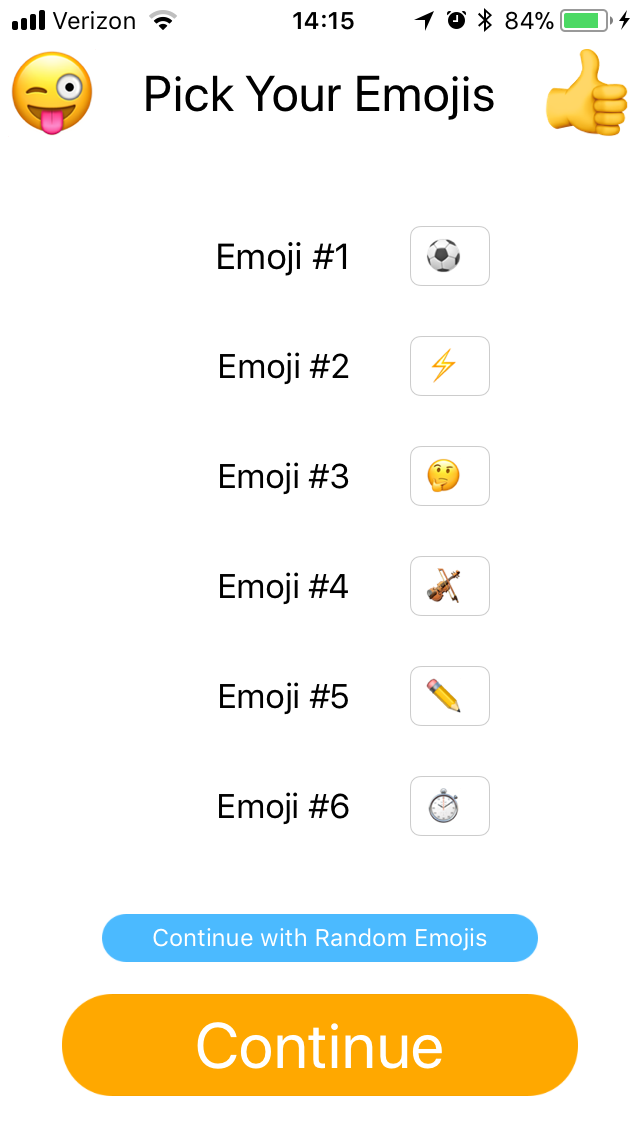 Verizon 14:15 84%
Pick Your Emojis
Emoji #1
Emoji #2
Emoji #3
Emoji #4
Emoji #5
Emoji #6
Continue with Random Emojis
Continue